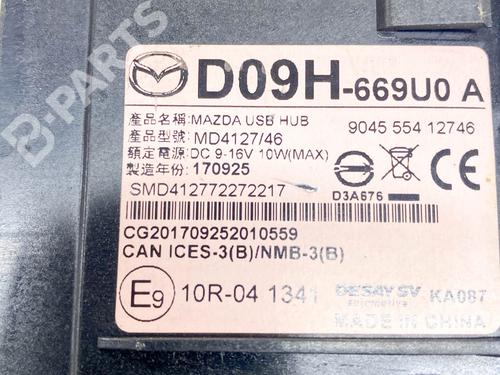 B-PARTS
D09H-669U0 A
產品名稱:MAZDA USB HUB
產品型號:MD4127/46
9045 554 12746
額定電源:DC 9-16V 10W(MAX)
製造年份:170925
SMD412772272217
D3A676
CG201709252010559
CAN ICES-3(B)/NMB-3(B)
E9 10R-04 1341 DESAY SV KA087
Automotive
MADE IN CHINA